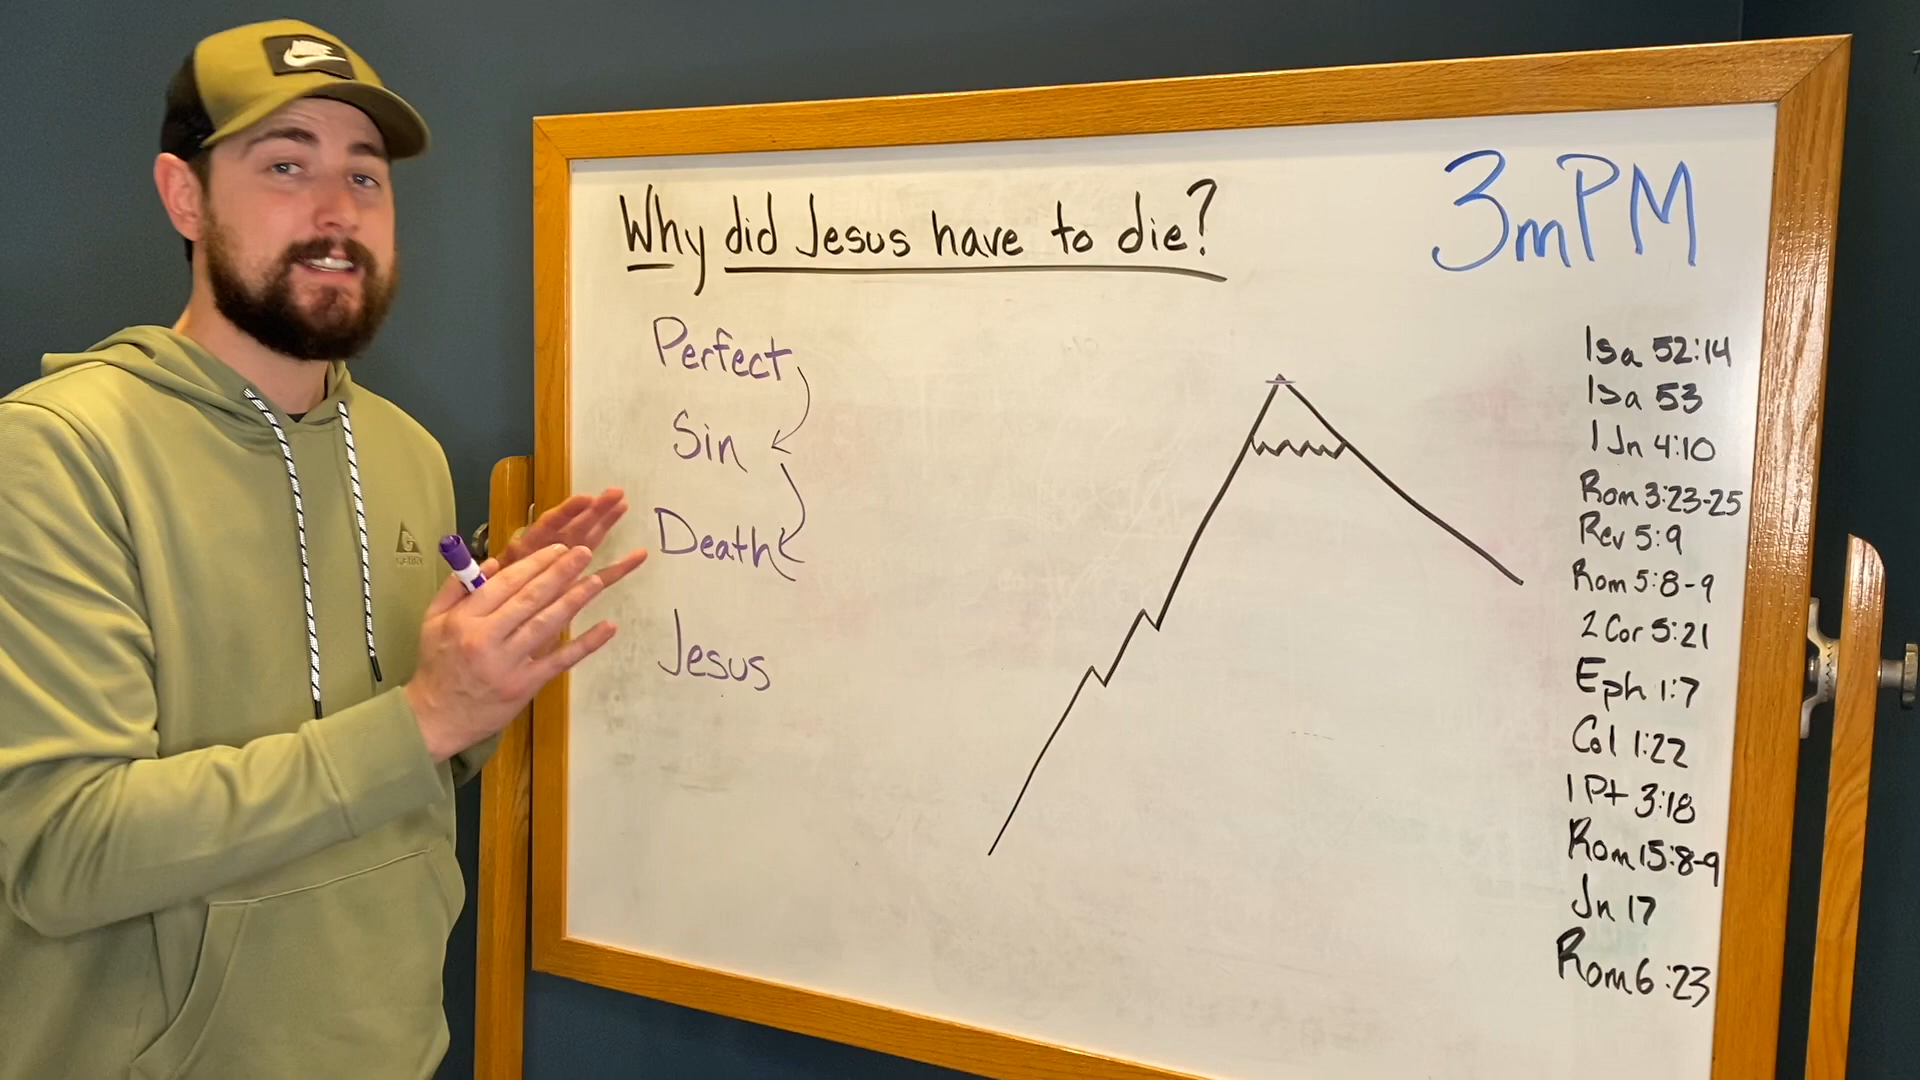 Why did Jesus have to die?
3mPM
Perfect
Sin
Death
Jesus
Isa 52:14
Isa 53
1 Jn 4:10
Rom 3:23-25
Rev 5:9
Rom 5:8-9
2 Cor 5:21
Eph 1:7
Col 1:22
1 Pt 3:18
Rom 15:8-9
Jn 17
Rom 6:23